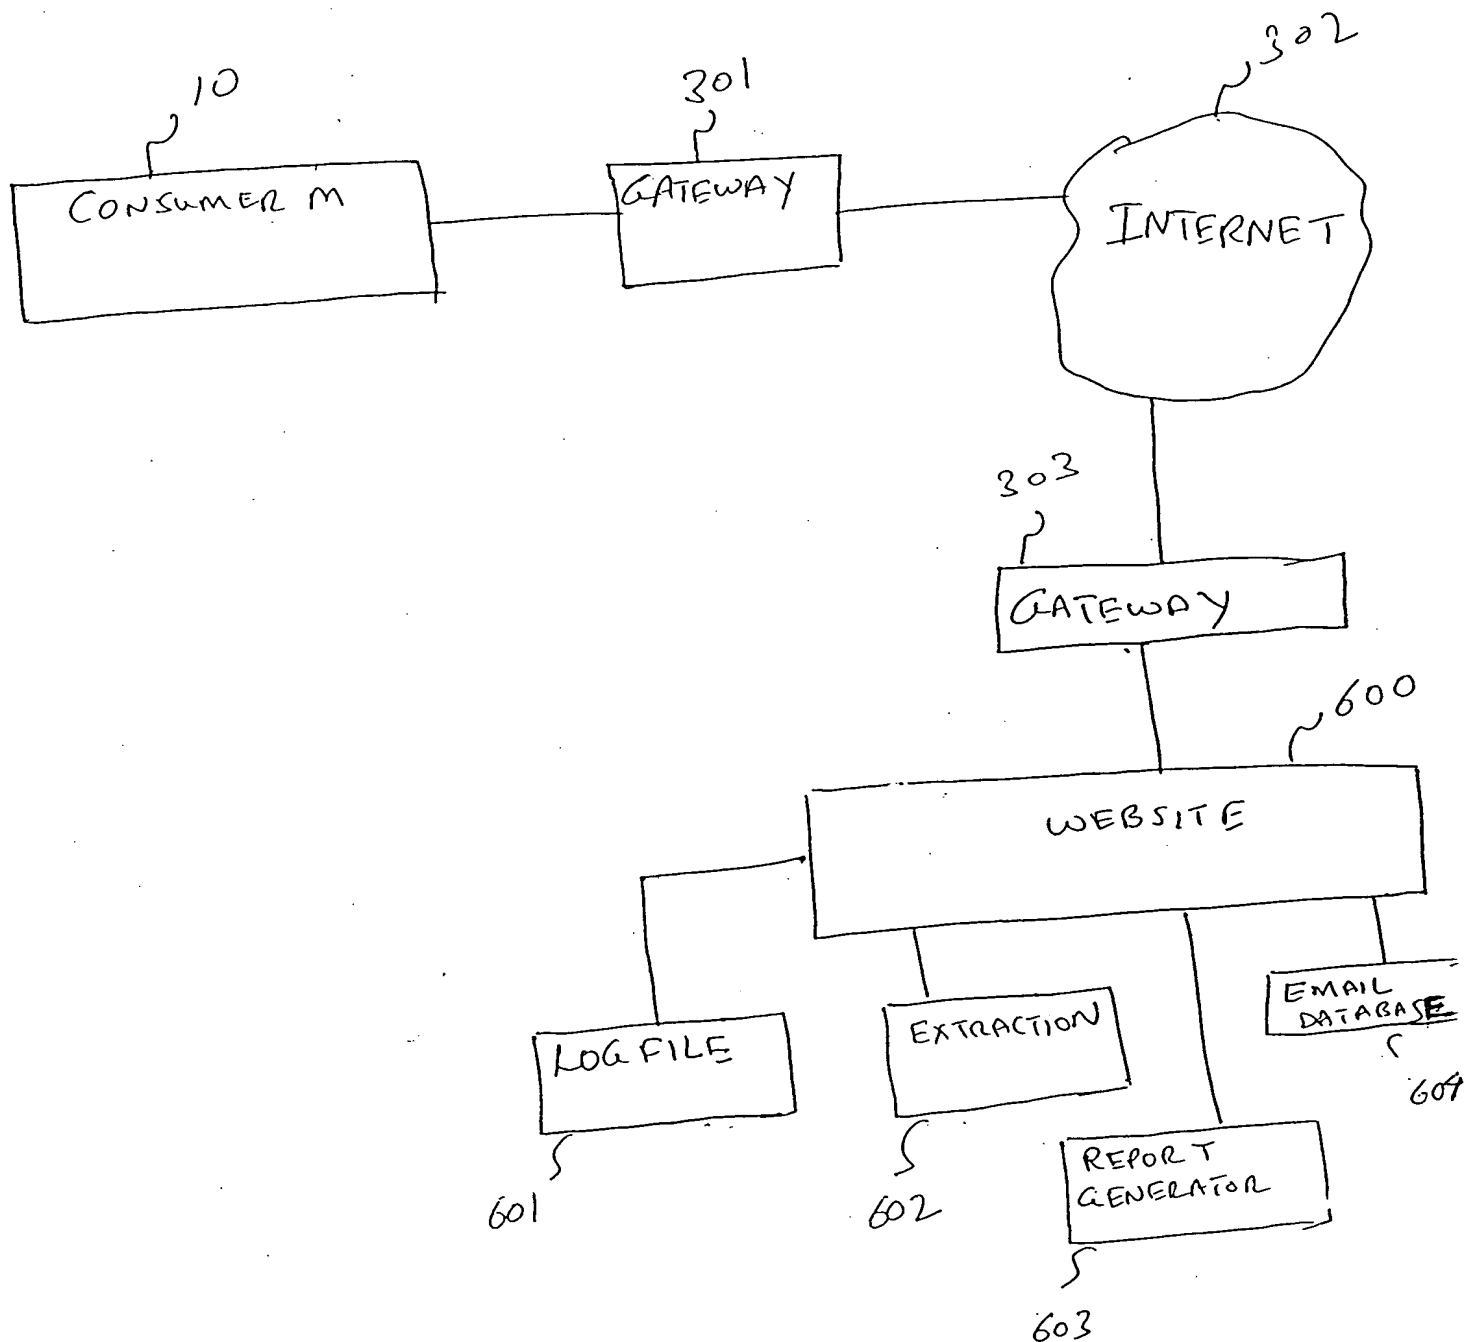 302
10
301
CONSUMER M
GATEWAY
INTERNET
303
GATEWAY
600
WEBSITE
EMAIL
DATABASE
EXTRACTION
LOG FILE
604
REPORT
GENERATOR
601
602
603